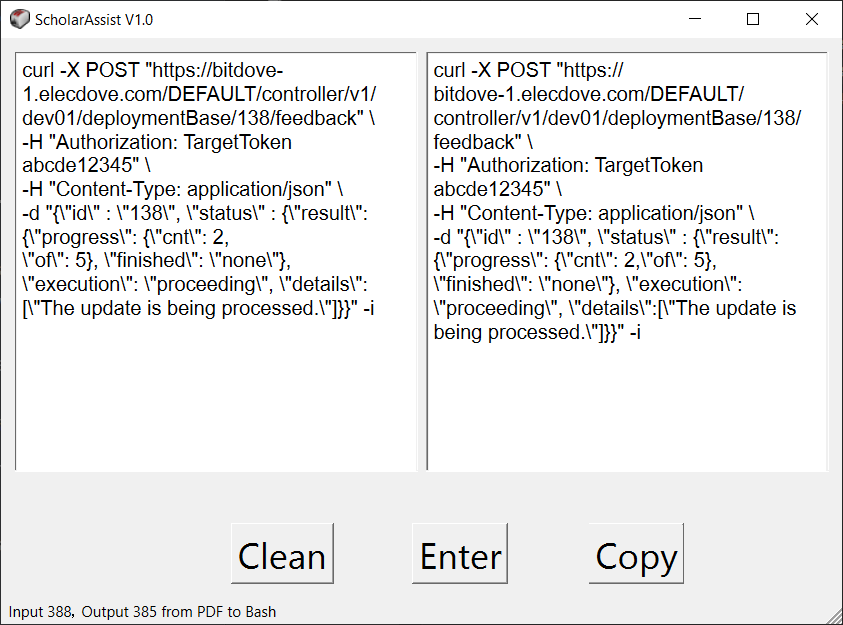 ScholarAssist V1.0
curl -X POST "https://bitdove-
1.elecdove.com/DEFAULT/controller/v1/
dev01/deploymentBase/138/feedback" \
-H "Authorization: TargetToken
abcde12345" \
-H "Content-Type: application/json" \
-d "{\"id\" : \"138\", \"status\" : {\"result\":
{\"progress\": {\"cnt\": 2,
\"of\": 5}, \"finished\": \"none\"},
\"execution\": \"proceeding\", \"details\":
[\"The update is being processed.\"]}}" -i
curl -X POST "https://
bitdove-1.elecdove.com/DEFAULT/
controller/v1/dev01/deploymentBase/138/
feedback" \
-H "Authorization: TargetToken
abcde12345" \
-H "Content-Type: application/json" \
-d "{\"id\" : \"138\", \"status\" : {\"result\":
{\"progress\": {\"cnt\": 2,\"of\": 5},
\"finished\": \"none\"}, \"execution\":
\"proceeding\", \"details\":[\"The update is
being processed.\"]}}" -i
Clean
Enter
Copy
Input 388, Output 385 from PDF to Bash